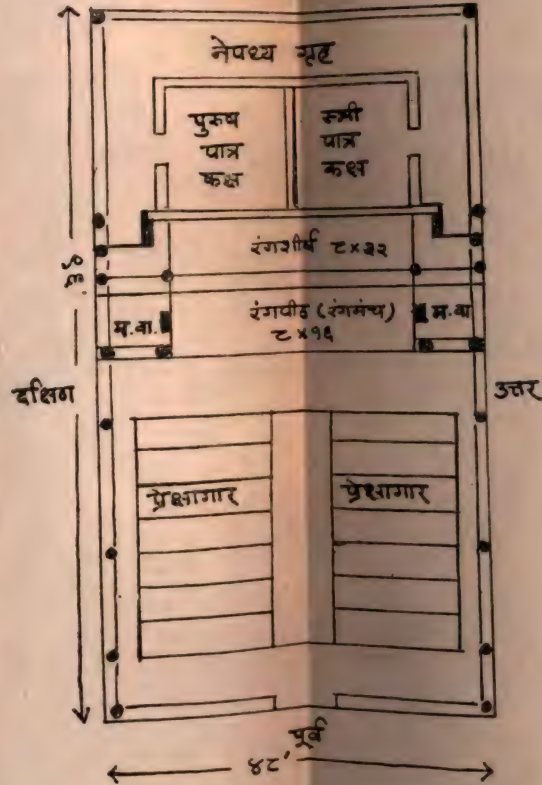 नेपथ्य गृह
पुरुष
पात्र
कक्ष
स्त्री
पात्र
कक्ष
रंगशीर्ष ८×३२
म.वा.
रंगपीठ (रंगमंच)
८×१६
म.वा
दक्षिण
उत्तर
प्रेक्षागार
प्रेक्षागार
पूर्व
४८'